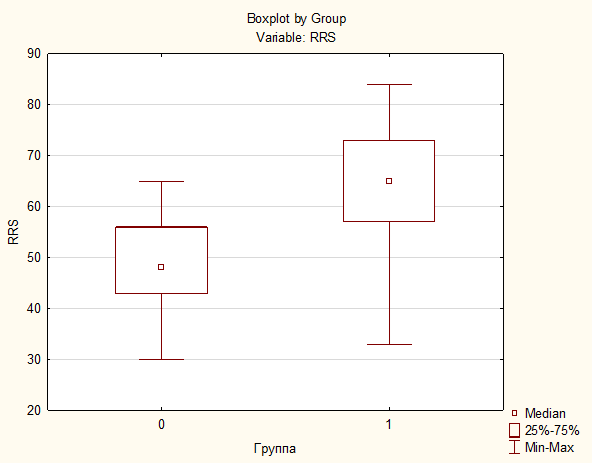 Boxplot by Group
Variable: RRS
90
80
70
60
50
40
30
20
RRS
0
1
Группа
Median
25%-75%
Min-Max